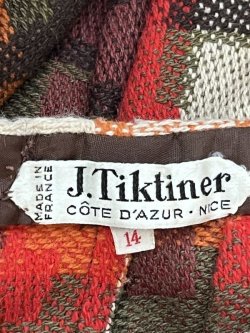 MADE IN
FRANCE
J.Tiktiner
CÔTE D'AZUR - NICE
14